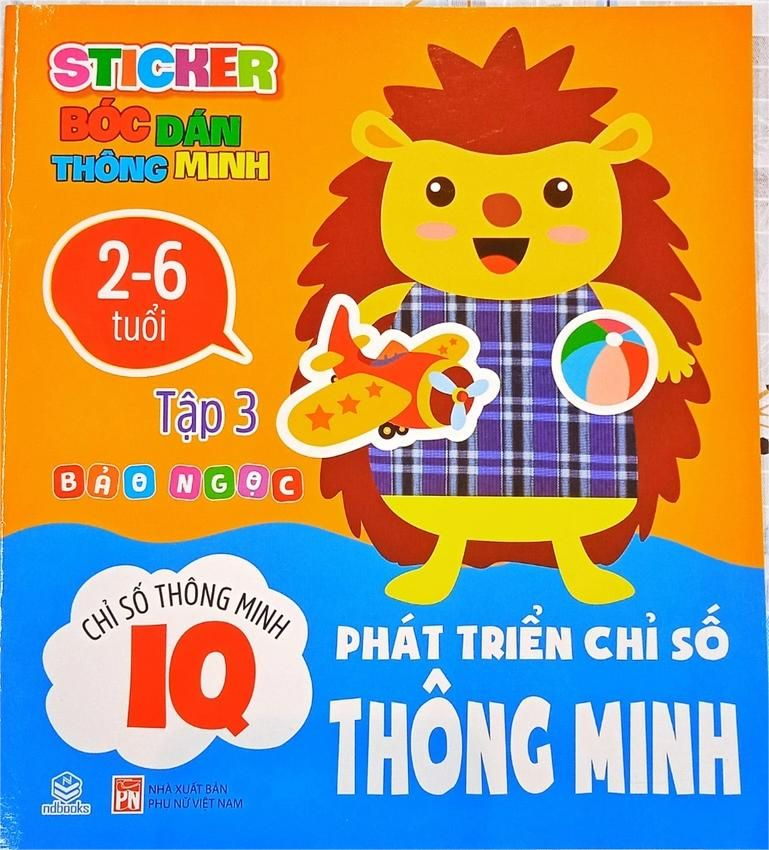 STICKER
BÓC DÁN
THÔNG MINH
2-6
tuổi
Tập 3
BẢO NGỌC
CHỈ SỐ THÔNG MINH
IQ
PHÁT TRIỂN CHỈ SỐ
THÔNG MINH
ndbooks
PN
NHÀ XUẤT BẢN
PHỤ NỮ VIỆT NAM